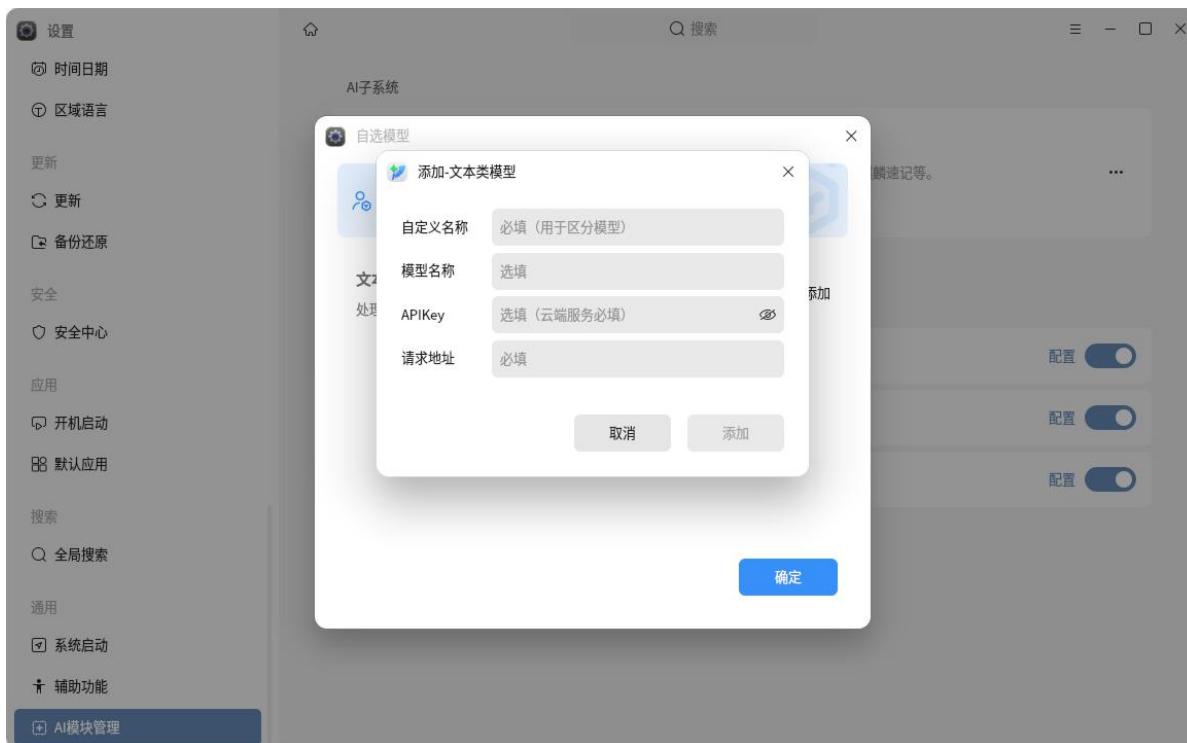 设置
搜索
时间日期
区域语言
更新
更新
备份还原
安全
安全中心
应用
开机启动
默认应用
搜索
全局搜索
通用
系统启动
辅助功能
AI模块管理
AI子系统
麟速记等。
配置
配置
配置
自选模型
文本
处理
添加
确定
添加-文本类模型
自定义名称 必填（用于区分模型）
模型名称 选填
APIKey 选填（云端服务必填）
请求地址 必填
取消 添加